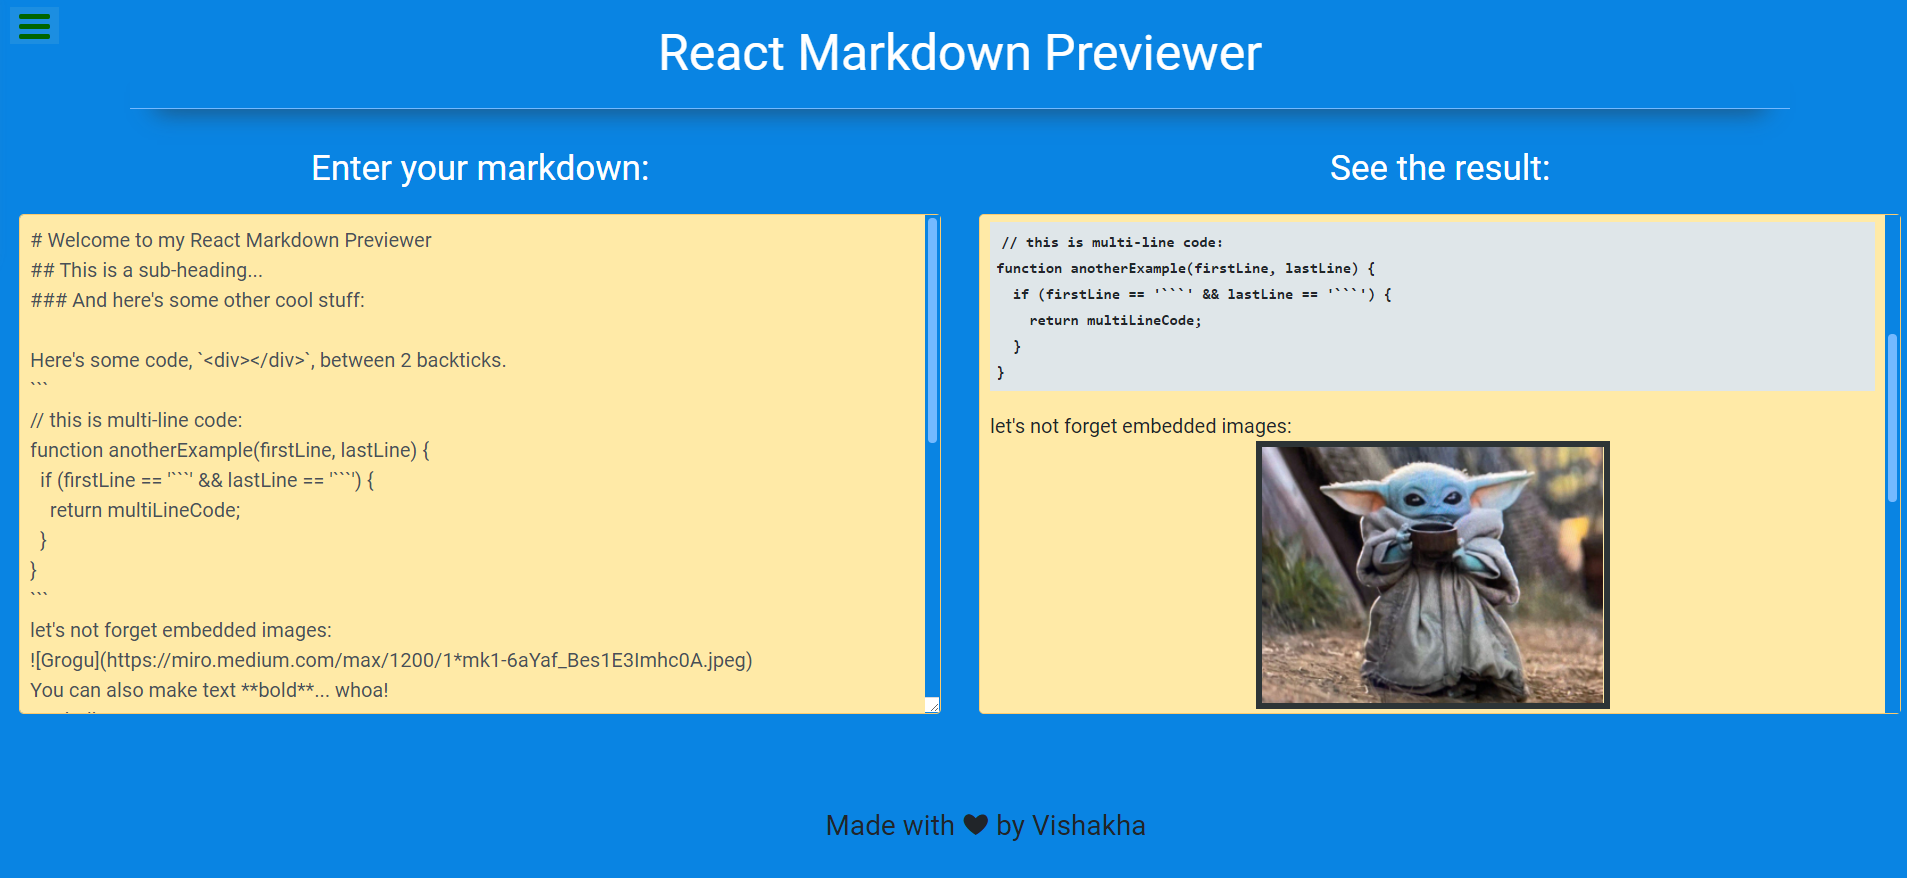 React Markdown Previewer
Enter your markdown:
# Welcome to my React Markdown Previewer
## This is a sub-heading...
### And here's some other cool stuff:
Here's some code, `<div></div>`, between 2 backticks.
```
// this is multi-line code:
function anotherExample(firstLine, lastLine) {
  if (firstLine == '```' && lastLine == '```') {
    return multiLineCode;
  }
}
```
let's not forget embedded images:
![Grogu](https://miro.medium.com/max/1200/1*mk1-6aYaf_Bes1E3Imhc0A.jpeg)
You can also make text **bold**... whoa!
See the result:
// this is multi-line code:
function anotherExample(firstLine, lastLine) {
  if (firstLine == '```' && lastLine == '```') {
    return multiLineCode;
  }
}
let's not forget embedded images:
Made with ❤ by Vishakha